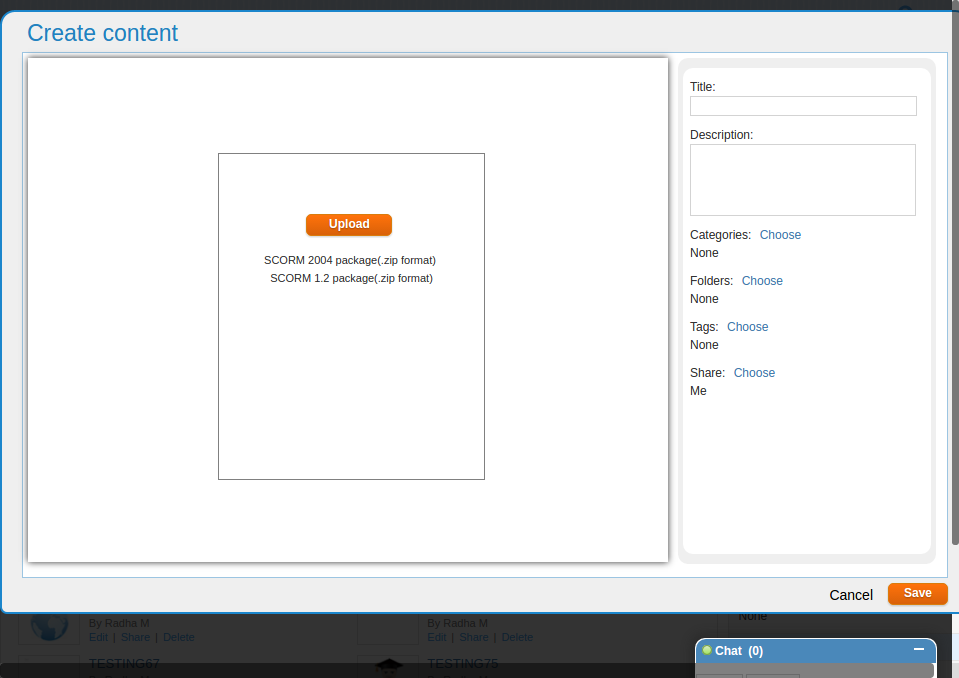 Create content
Upload
SCORM 2004 package(.zip format)
SCORM 1.2 package(.zip format)
Title:
Description:
Categories: Choose
None
Folders: Choose
None
Tags: Choose
None
Share: Choose
Me
Cancel
Save
By Radha M
Edit | Share | Delete
By Radha M
Edit | Share | Delete
None
TESTING67
TESTING75
Chat (0)